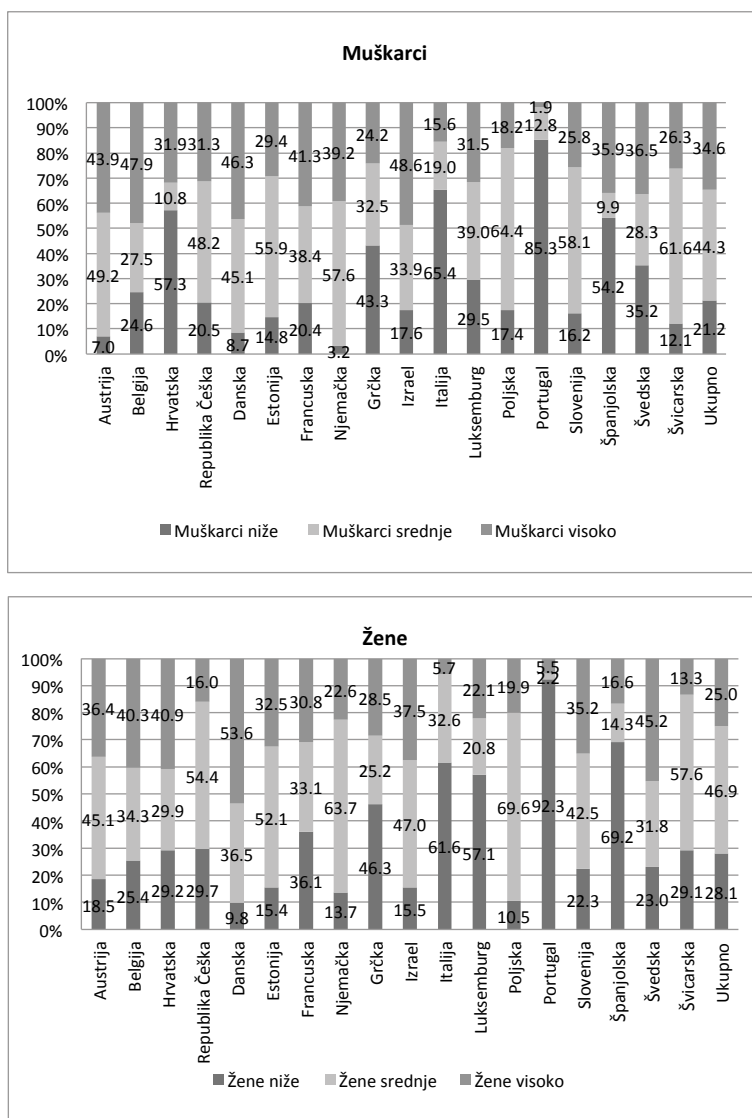 Muškarci
100%
90%
80%
70%
60%
50%
40%
30%
20%
10%
0%
43.9 47.9 31.9 31.3 46.3 29.4 41.3 39.2 24.2 48.6 15.6 31.5 18.2 1.9 25.8 35.9 36.5 26.3 34.6
49.2 27.5 10.8 48.2 45.1 55.9 38.4 57.6 32.5 33.9 19.0 39.0 64.4 12.8 58.1 9.9 28.3 61.6 44.3
7.0 24.6 57.3 20.5 8.7 14.8 20.4 3.2 43.3 17.6 65.4 29.5 17.4 85.3 16.2 54.2 35.2 12.1 21.2
Austrija
Belgija
Hrvatska
Republika Češka
Danska
Estonija
Francuska
Njemačka
Grčka
Izrael
Italija
Luksemburg
Poljska
Portugal
Slovenija
Španjolska
Švedska
Švicarska
Ukupno
Muškarci niže Muškarci srednje Muškarci visoko
Žene
100%
90%
80%
70%
60%
50%
40%
30%
20%
10%
0%
36.4 40.3 40.9 16.0 53.6 32.5 30.8 22.6 28.5 37.5 5.7 22.1 19.9 5.5 35.2 16.6 45.2 13.3 25.0
45.1 34.3 29.9 54.4 36.5 52.1 33.1 63.7 25.2 47.0 32.6 20.8 69.6 2.2 42.5 14.3 31.8 57.6 46.9
18.5 25.4 29.2 29.7 9.8 15.4 36.1 13.7 46.3 15.5 61.6 57.1 10.5 92.3 22.3 69.2 23.0 29.1 28.1
Austrija
Belgija
Hrvatska
Republika Češka
Danska
Estonija
Francuska
Njemačka
Grčka
Izrael
Italija
Luksemburg
Poljska
Portugal
Slovenija
Španjolska
Švedska
Švicarska
Ukupno
Žene niže Žene srednje Žene visoko